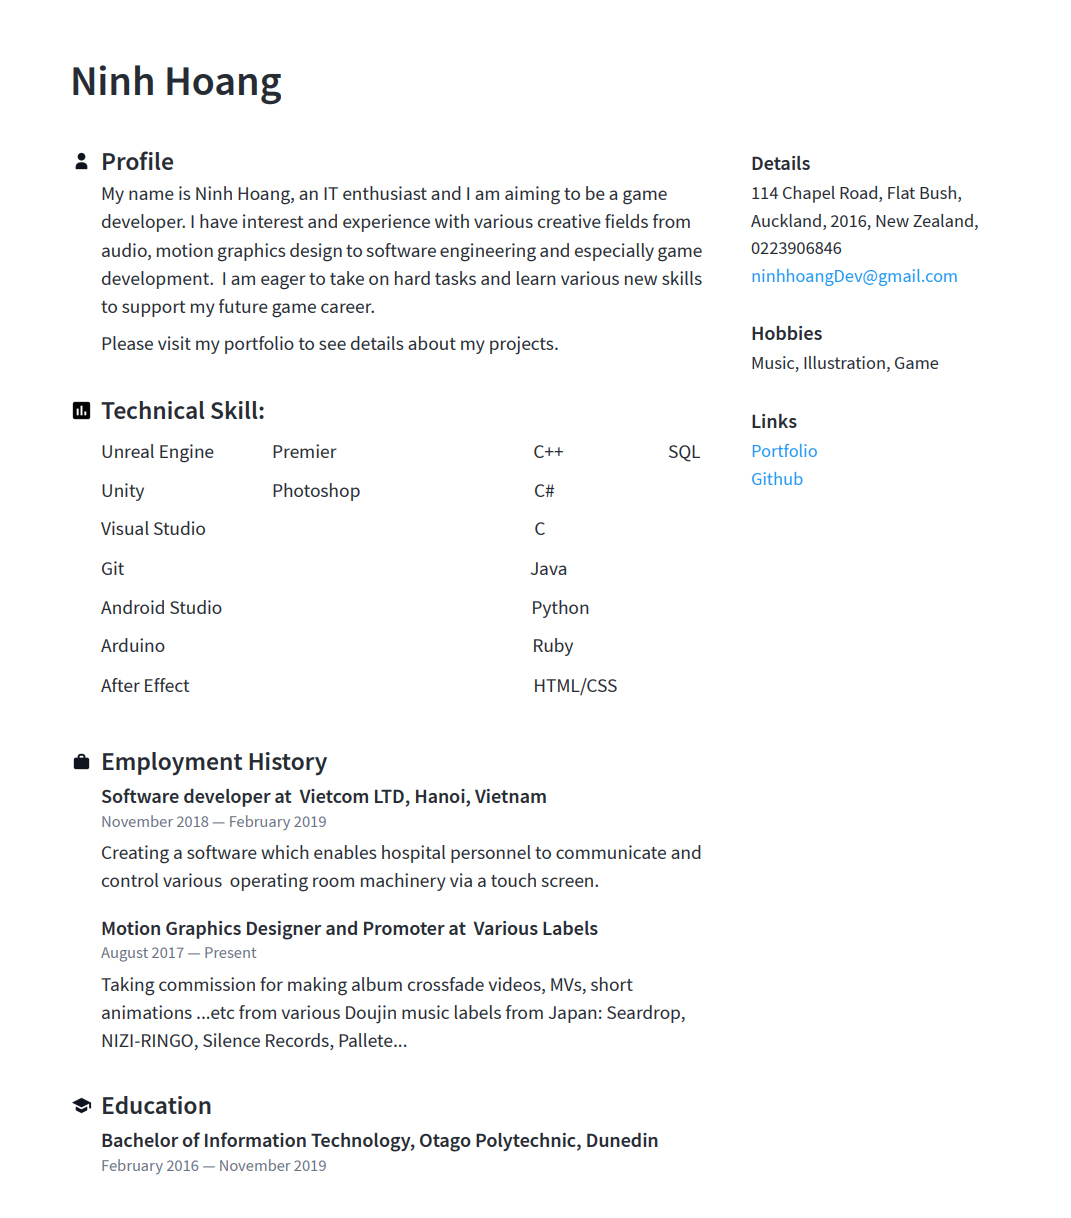 Ninh Hoang
Profile
My name is Ninh Hoang, an IT enthusiast and I am aiming to be a game
developer. I have interest and experience with various creative fields from
audio, motion graphics design to software engineering and especially game
development.  I am eager to take on hard tasks and learn various new skills
to support my future game career.
Please visit my portfolio to see details about my projects.
Technical Skill:
Unreal Engine Premier C++ SQL
Unity Photoshop C#
Visual Studio C
Git Java
Android Studio Python
Arduino Ruby
After Effect HTML/CSS
Employment History
Software developer at  Vietcom LTD, Hanoi, Vietnam
November 2018 — February 2019
Creating a software which enables hospital personnel to communicate and
control various  operating room machinery via a touch screen.
Motion Graphics Designer and Promoter at  Various Labels
August 2017 — Present
Taking commission for making album crossfade videos, MVs, short
animations ...etc from various Doujin music labels from Japan: Seardrop,
NIZI-RINGO, Silence Records, Pallete...
Education
Bachelor of Information Technology, Otago Polytechnic, Dunedin
February 2016 — November 2019
Details
114 Chapel Road, Flat Bush,
Auckland, 2016, New Zealand,
0223906846
ninhhoangDev@gmail.com
Hobbies
Music, Illustration, Game
Links
Portfolio
Github